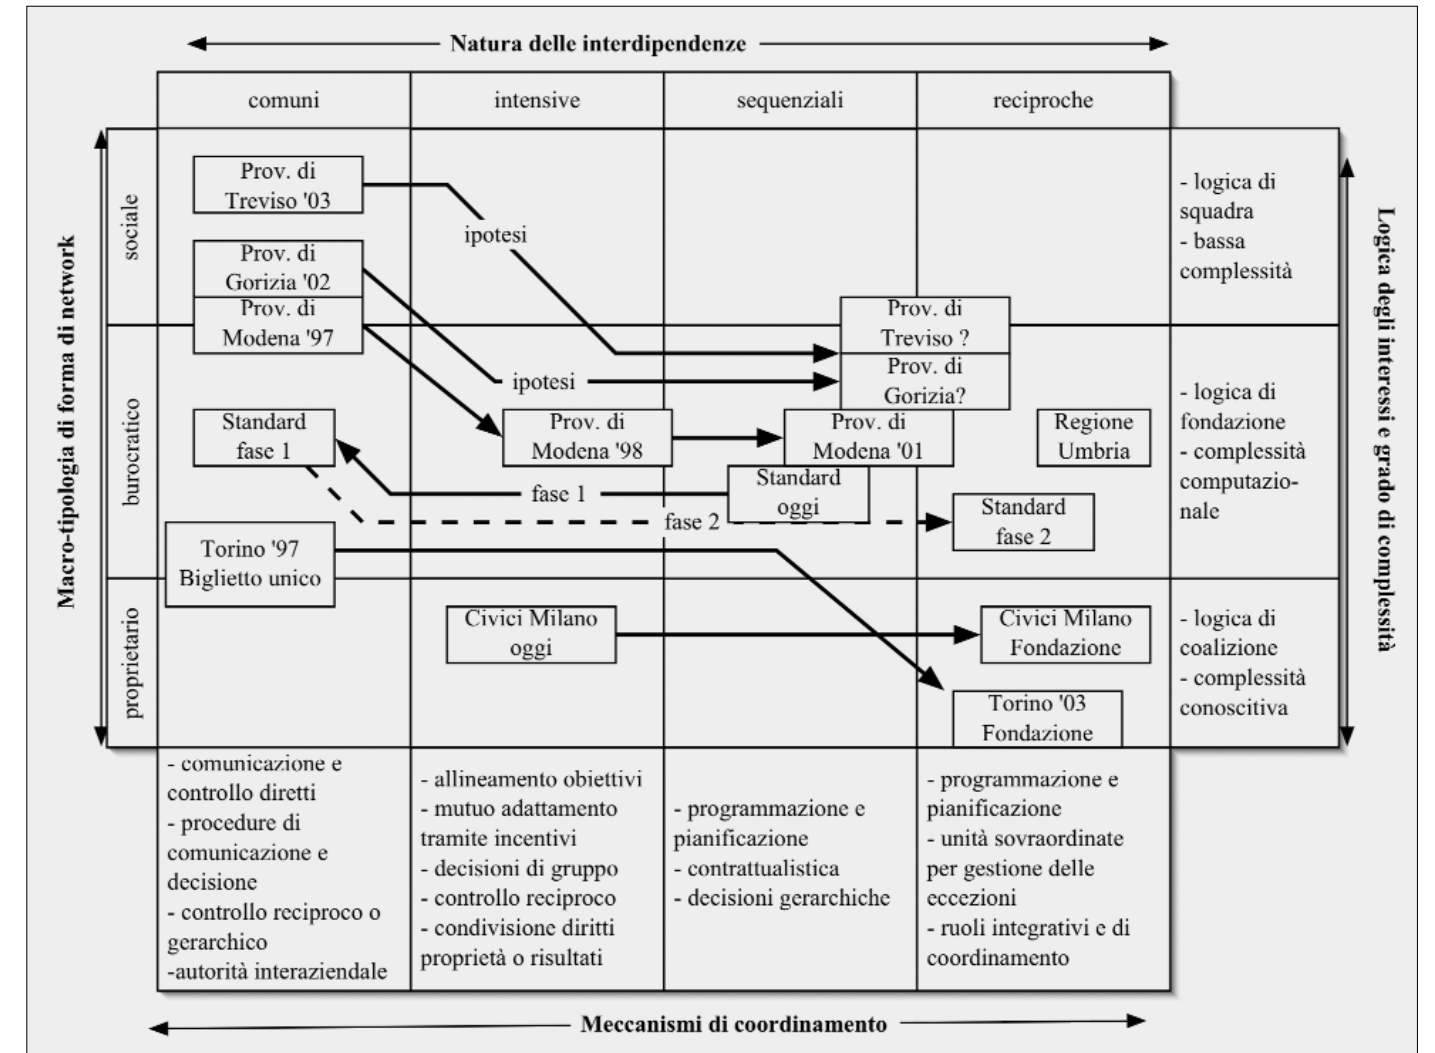 Natura delle interdipendenze
comuni
intensive
sequenziali
reciproche
Macro-tipologia di forma di network
sociale
Prov. di
Treviso '03
ipotesi
Prov. di
Gorizia '02
Prov. di
Modena '97
Prov. di
Treviso ?
- logica di
squadra
- bassa
complessità
Logica degli interessi e grado di complessità
burocratico
ipotesi
Prov. di
Gorizia?
Standard
fase 1
Prov. di
Modena '98
Prov. di
Modena '01
Regione
Umbria
fase 1
Standard
oggi
fase 2
Standard
fase 2
- logica di
fondazione
- complessità
computazio-
nale
Torino '97
Biglietto unico
proprietario
Civici Milano
oggi
Civici Milano
Fondazione
Torino '03
Fondazione
- logica di
coalizione
- complessità
conoscitiva
- comunicazione e
controllo diretti
- procedure di
comunicazione e
decisione
- controllo reciproco o
gerarchico
-autorità interaziendale
- allineamento obiettivi
- mutuo adattamento
tramite incentivi
- decisioni di gruppo
- controllo reciproco
- condivisione diritti
proprietà o risultati
- programmazione e
pianificazione
- contrattualistica
- decisioni gerarchiche
- programmazione e
pianificazione
- unità sovraordinate
per gestione delle
eccezioni
- ruoli integrativi e di
coordinamento
Meccanismi di coordinamento